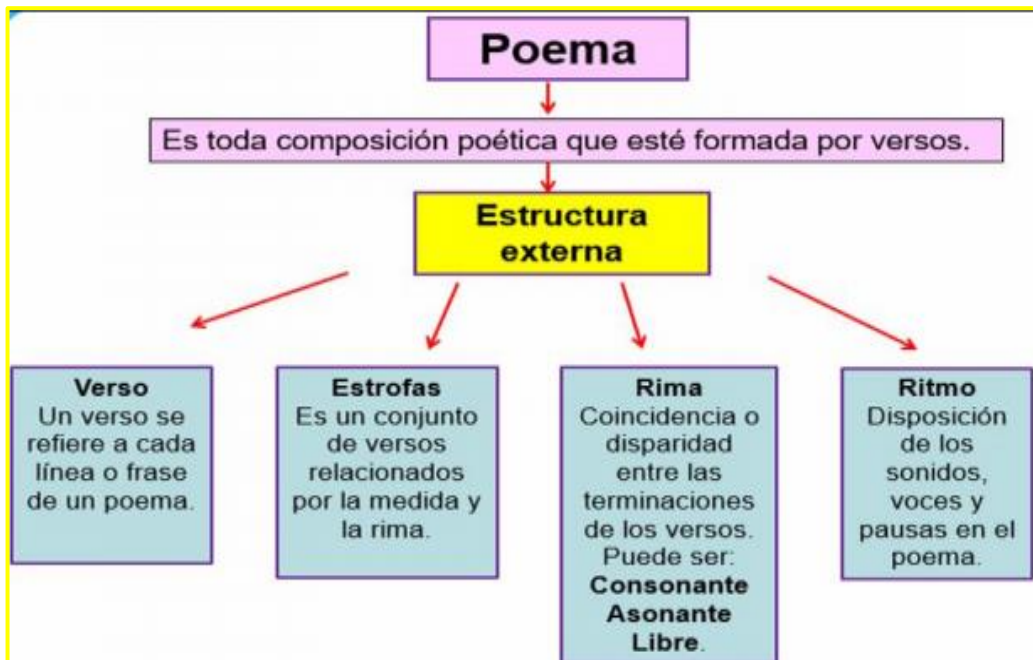 Poema
Es toda composición poética que esté formada por versos.
Estructura
externa
Verso
Un verso se
refiere a cada
línea o frase
de un poema.
Estrofas
Es un conjunto
de versos
relacionados
por la medida y
la rima.
Rima
Coincidencia o
disparidad
entre las
terminaciones
de los versos.
Puede ser:
Consonante
Asonante
Libre.
Ritmo
Disposición
de los
sonidos,
voces y
pausas en el
poema.